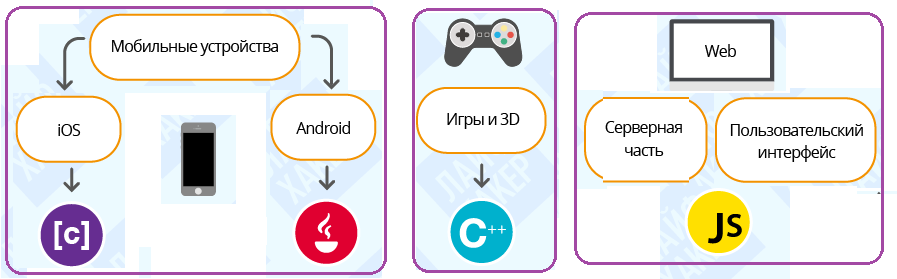 Мобильные устройства
iOS
Android
[c]
Игры и 3D
C++
Web
Серверная
часть
Пользовательский
интерфейс
JS